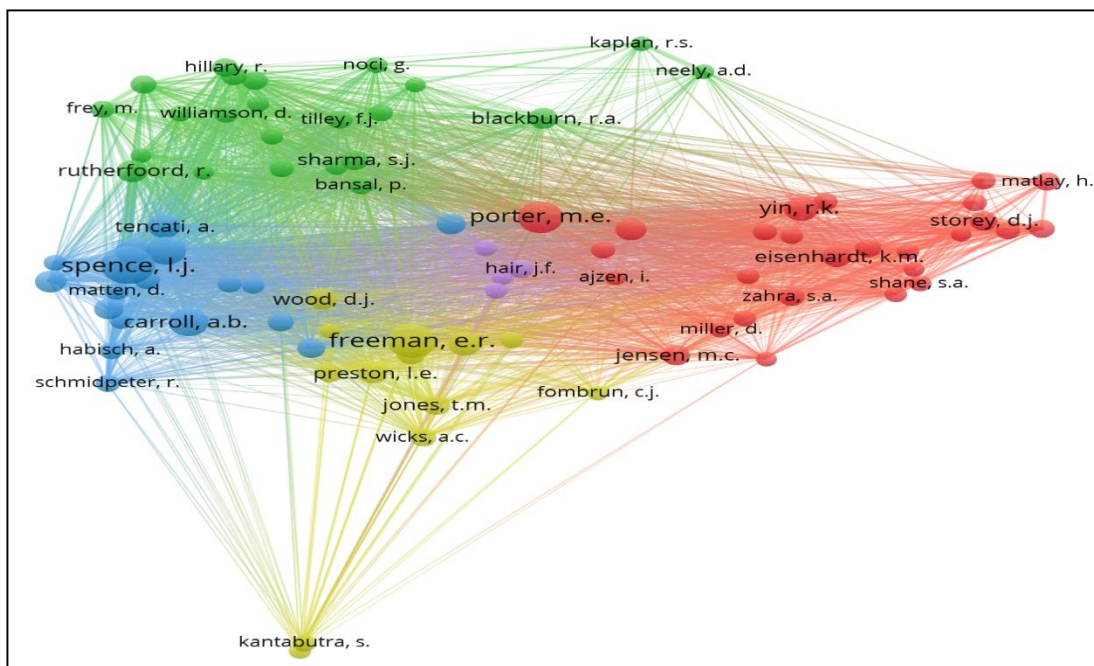 kaplan, r.s.
hillary, r.
noci, g.
neely, a.d.
frey, m.
williamson, d.
tilley, f.j.
blackburn, r.a.
sharma, s.j.
rutherfoord, r.
bansal, p.
matlay, h.
porter, m.e.
yin, r.k.
storey, d.j.
tencati, a.
eisenhardt, k.m.
spence, l.j.
hair, j.f.
ajzen, i.
shane, s.a.
matten, d.
wood, d.j.
zahra, s.a.
carroll, a.b.
miller, d.
freeman, e.r.
habisch, a.
jensen, m.c.
preston, l.e.
schmidpeter, r.
fombrun, c.j.
jones, t.m.
wicks, a.c.
kantabutra, s.